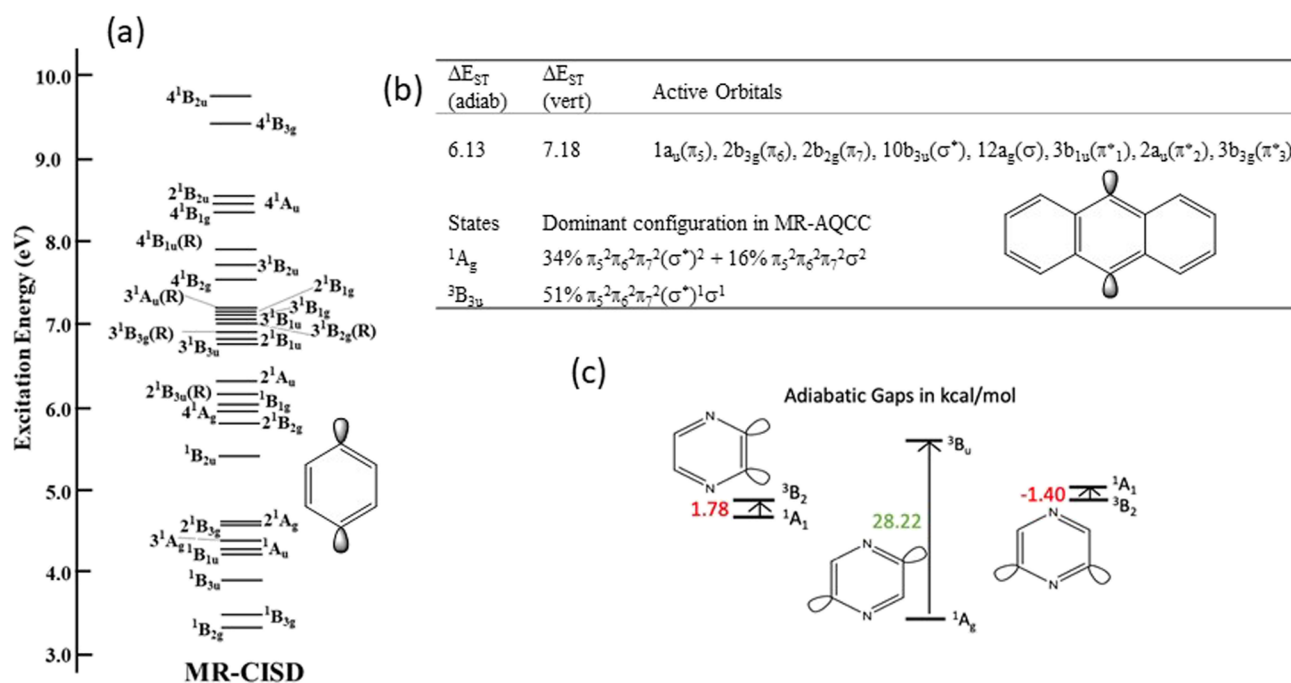 (a)
Excitation Energy (eV)
10.0
9.0
8.0
7.0
6.0
5.0
4.0
3.0
4¹B₂ᵤ
4¹B₃g
2¹B₂ᵤ
4¹Aᵤ
4¹B₁g
4¹B₁ᵤ(R)
3¹B₂ᵤ
4¹B₂g
2¹B₁g
3¹Aᵤ(R)
3¹B₁g
3¹B₁ᵤ
3¹B₃g(R)
3¹B₂g(R)
3¹B₃ᵤ
2¹B₁ᵤ
2¹Aᵤ
2¹B₃ᵤ(R)
¹B₁g
4¹Ag
2¹B₂g
¹B₂ᵤ
2¹B₃g
2¹Ag
3¹Ag
¹Aᵤ
¹B₁ᵤ
¹B₃ᵤ
¹B₃g
¹B₂g
MR-CISD
(b)
ΔE_ST (adiab)
ΔE_ST (vert)
Active Orbitals
6.13 7.18 1aᵤ(π₅), 2b₃g(π₆), 2b₂g(π₇), 10b₃ᵤ(σ*), 12ag(σ), 3b₁ᵤ(π*₁), 2aᵤ(π*₂), 3b₃g(π*₃)
States Dominant configuration in MR-AQCC
¹Ag 34% π₅²π₆²π₇²(σ*)² + 16% π₅²π₆²π₇²σ²
³B₃ᵤ 51% π₅²π₆²π₇²(σ*)¹σ¹
(c)
Adiabatic Gaps in kcal/mol
N
N
1.78
³B₂
¹A₁
28.22
N
N
³Bᵤ
¹Ag
-1.40
¹A₁
³B₂
N
N